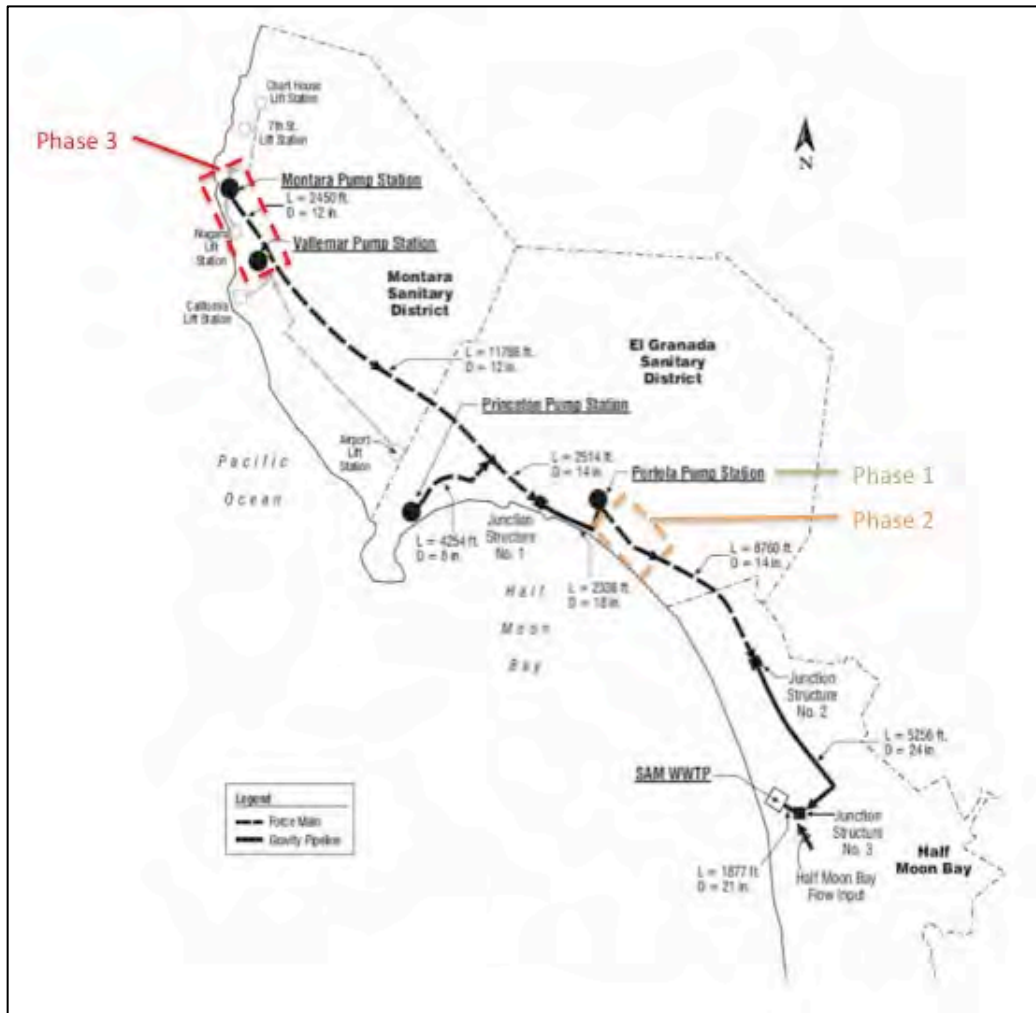 Chart House
Lift Station
7th St.
Lift Station
Phase 3
Montara Pump Station
L = 2450 ft.
D = 12 in.
Niagara
Lift
Station
Vallemar Pump Station
California
Lift Station
Montara
Sanitary
District
N
L = 11788 ft.
D = 12 in.
El Granada
Sanitary
District
Princeton Pump Station
Airport
Lift
Station
Pacific
Ocean
L = 2514 ft.
D = 14 in.
Portola Pump Station
Phase 1
Phase 2
L = 4254 ft.
D = 8 in.
Junction
Structure
No. 1
L = 8760 ft.
D = 14 in.
D = 18 in.
Half
Moon
Bay
Junction
Structure
No. 2
L = 5256 ft.
D = 24 in.
SAM WWTP
Junction
Structure
No. 3
L = 1877 ft
D = 21 in.
Half Moon Bay
Flow Input
Half
Moon Bay
Legend
Force Main
Gravity Pipeline